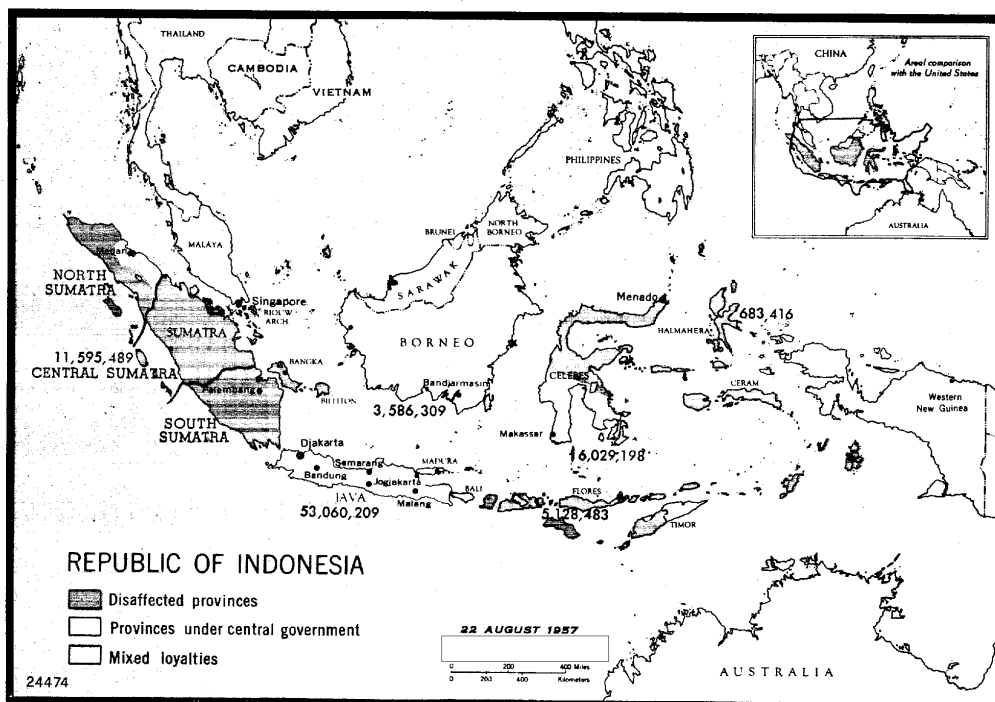 THAILAND
CAMBODIA
VIETNAM
PHILIPPINES
CHINA
Areal comparison
with the United States
AUSTRALIA
MALAYA
BRUNEI
NORTH
BORNEO
SARAWAK
Medan
NORTH
SUMATRA
Singapore
RIOUW
ARCH
SUMATRA
Menado
683,416
HALMAHERA
BORNEO
11,595,489
CENTRAL SUMATRA
BANGKA
Palembang
BILLITON
Bandjarmasin
3,586,309
CELEBES
CERAM
Western
New Guinea
SOUTH
SUMATRA
Makassar
6,029,198
Djakarta
Semarang
MADURA
Bandung
Jogjakarta
BALI
FLORES
JAVA
Malang
53,060,209
5,128,483
TIMOR
REPUBLIC OF INDONESIA
Disaffected provinces
Provinces under central government
Mixed loyalties
22 AUGUST 1957
0 200 400 Miles
0 200 400 Kilometers
AUSTRALIA
24474